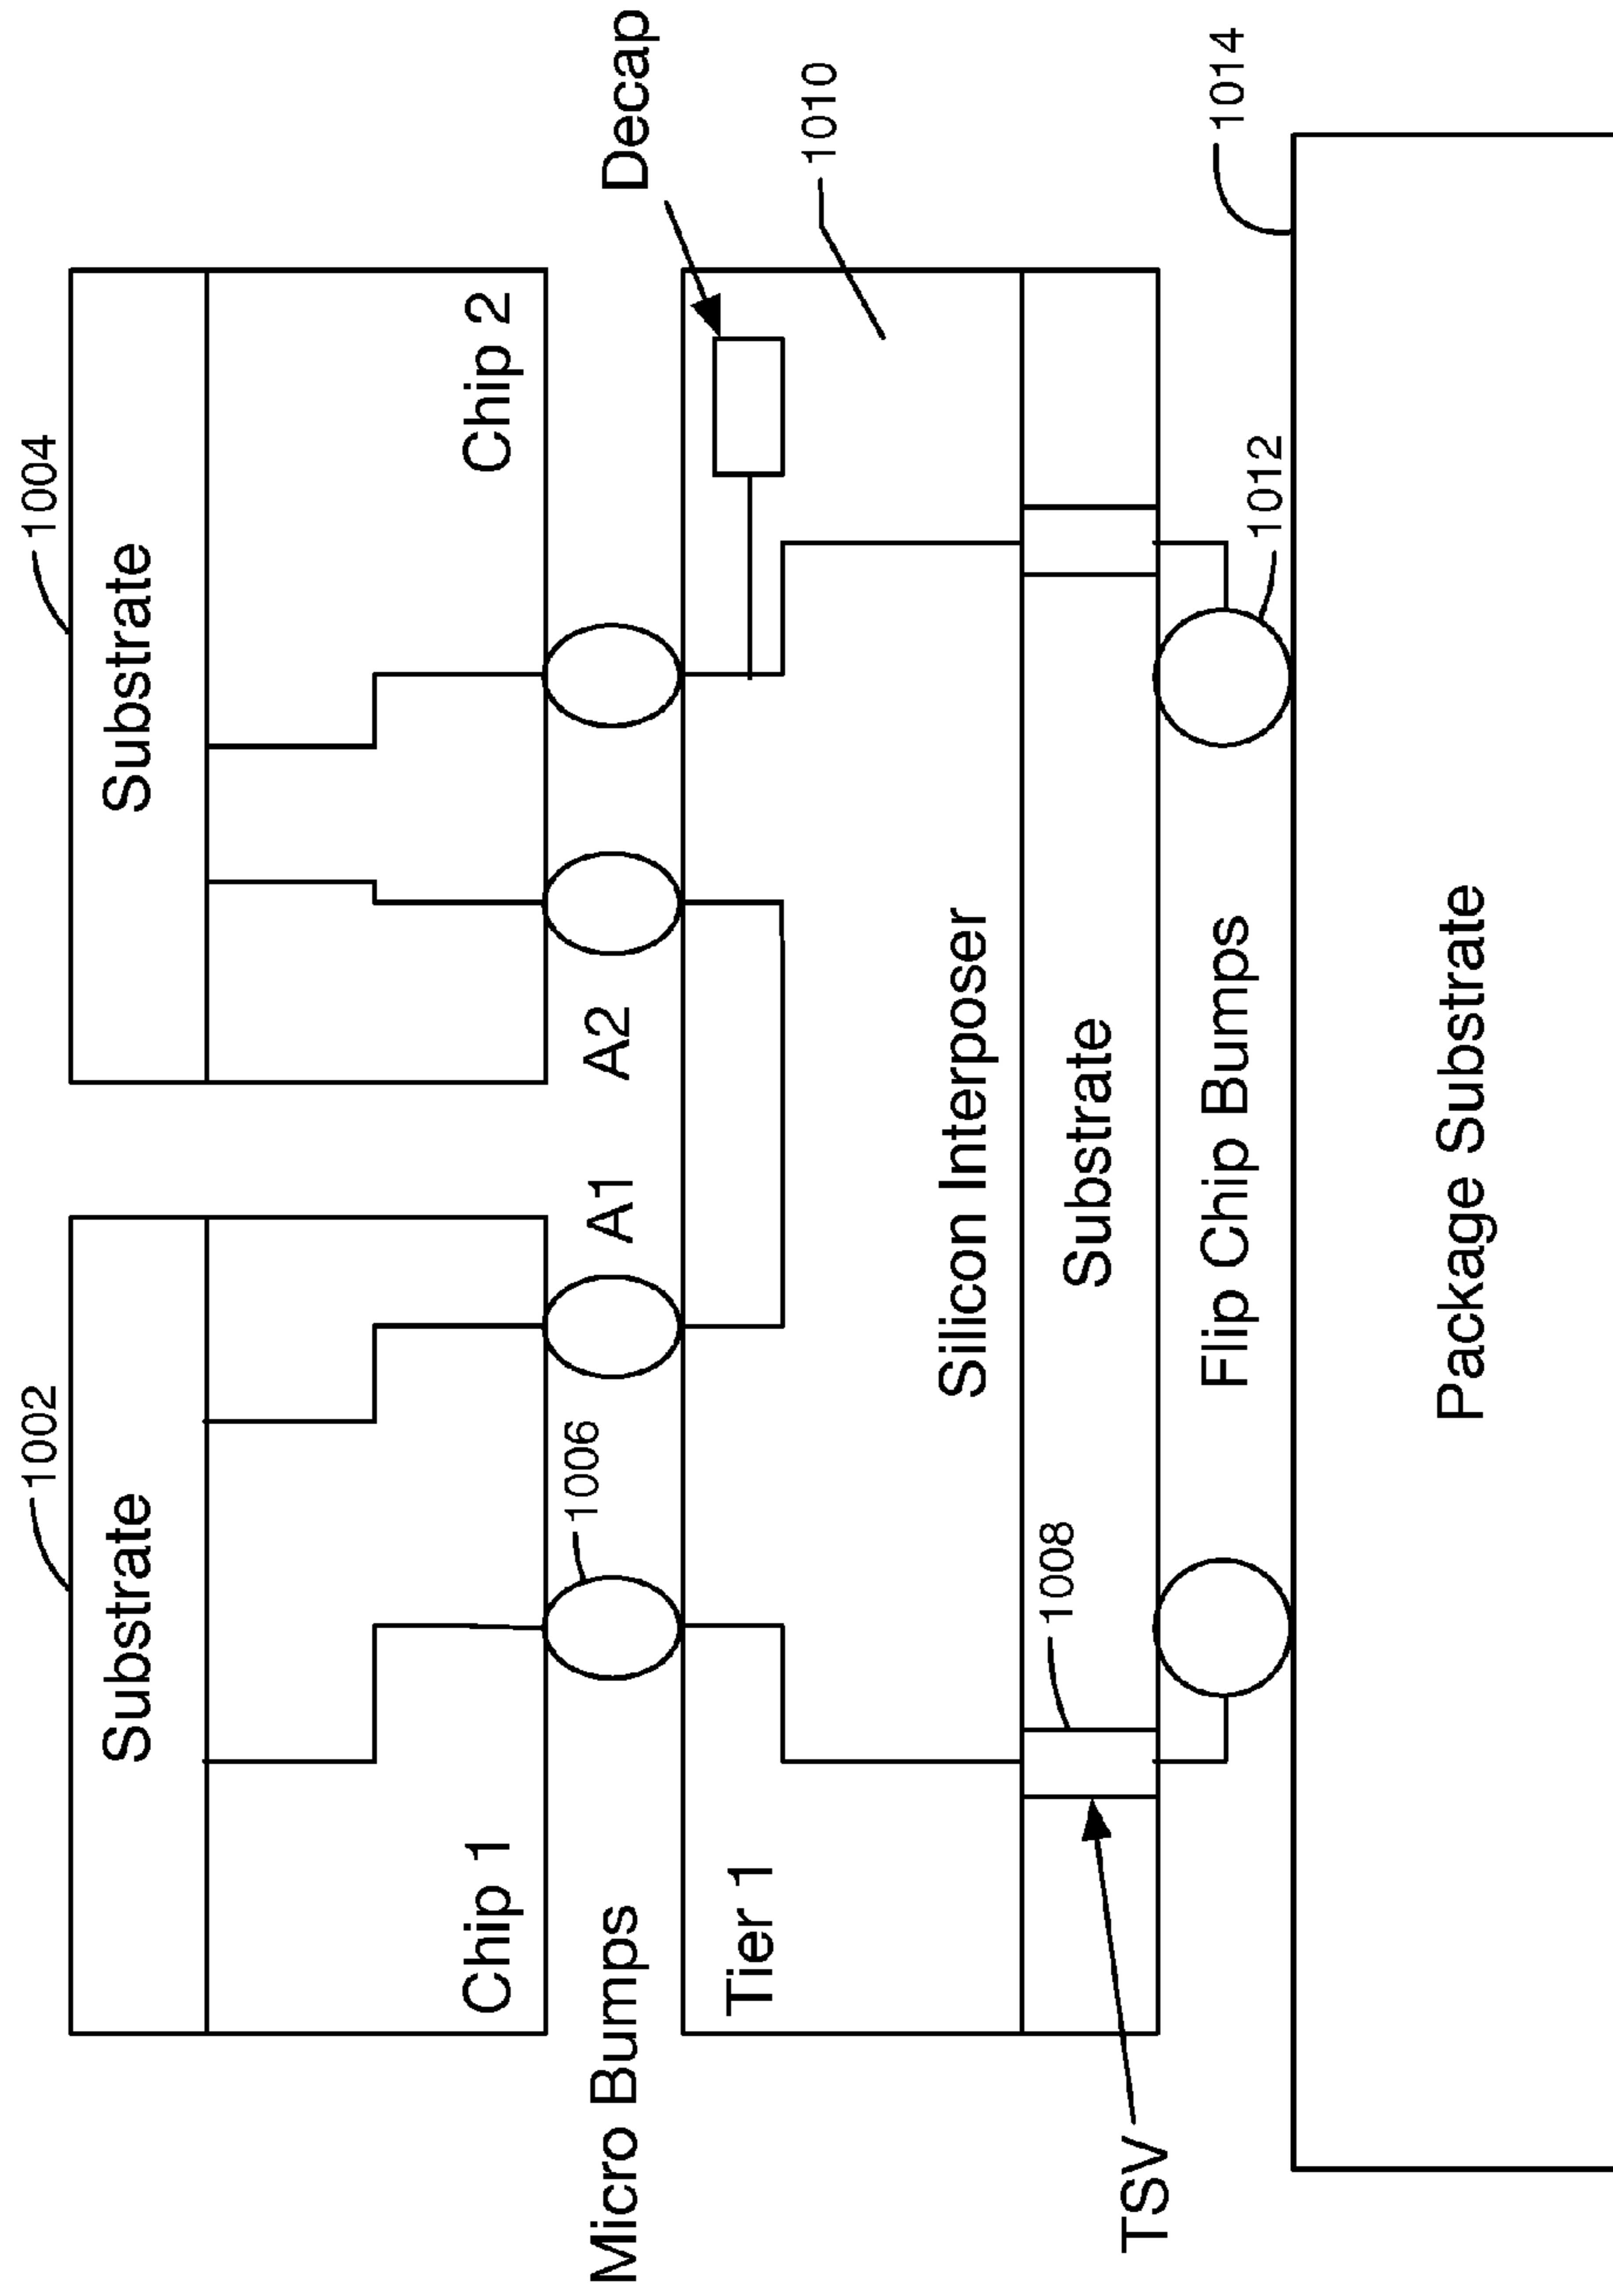 1002
1004
Substrate
Substrate
Chip 1
Chip 2
Micro Bumps
1006
A1
A2
Decap
Tier 1
1010
Silicon Interposer
1008
Substrate
TSV
Flip Chip Bumps
1012
1014
Package Substrate